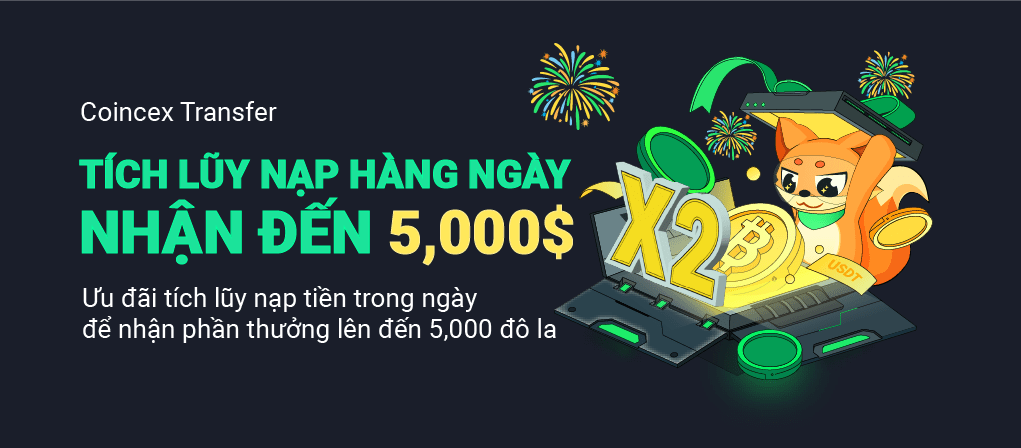 Coincex Transfer
TÍCH LŨY NẠP HÀNG NGÀY
NHẬN ĐẾN 5,000$
Ưu đãi tích lũy nạp tiền trong ngày
để nhận phần thưởng lên đến 5,000 đô la
X2
USDT